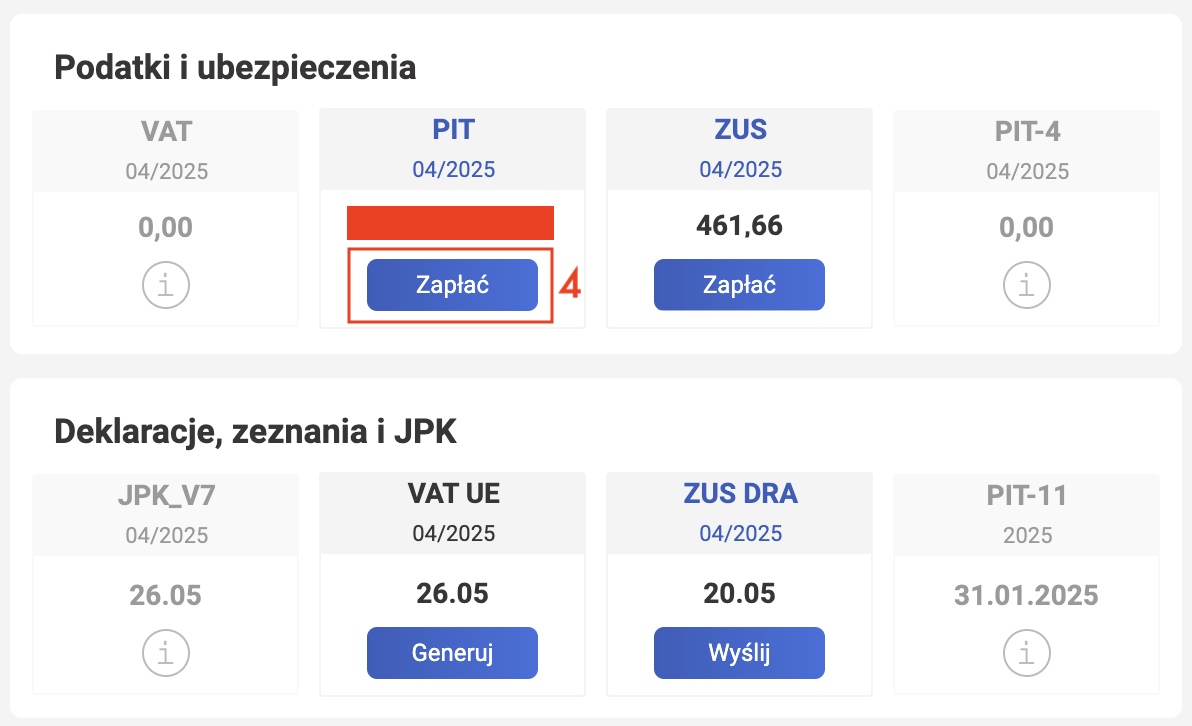 Podatki i ubezpieczenia
VAT
04/2025
0,00
i
PIT
04/2025
Zapłać
4
ZUS
04/2025
461,66
Zapłać
PIT-4
04/2025
0,00
i
Deklaracje, zeznania i JPK
JPK_V7
04/2025
26.05
i
VAT UE
04/2025
26.05
Generuj
ZUS DRA
04/2025
20.05
Wyślij
PIT-11
2025
31.01.2025
i